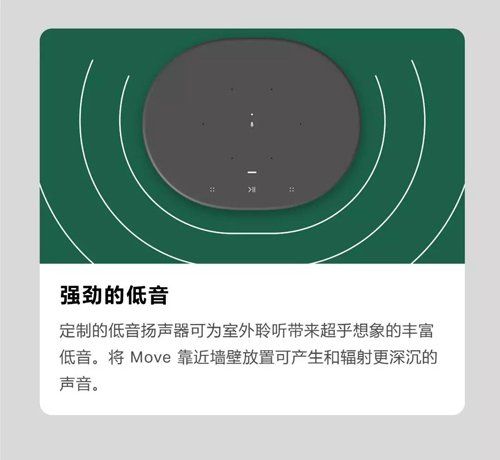 强劲的低音
定制的低音扬声器可为室外聆听带来超乎想象的丰富
低音。将 Move 靠近墙壁放置可产生和辐射更深沉的
声音。